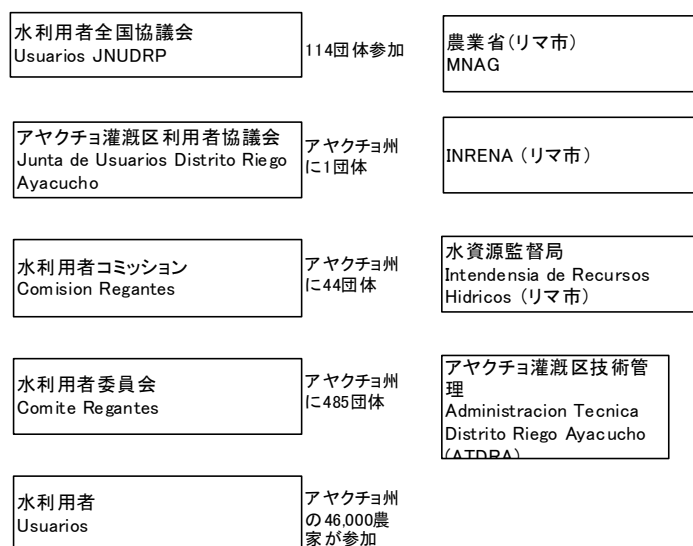 水利用者全国協議会
Usuarios JNUDRP
114団体参加
農業省(リマ市)
MNAG
アヤクチョ灌漑区利用者協議会
Junta de Usuarios Distrito Riego
Ayacucho
アヤクチョ州
に1団体
INRENA (リマ市)
水利用者コミッション
Comision Regantes
アヤクチョ州
に44団体
水資源監督局
Intendensia de Recursos
Hidricos (リマ市)
水利用者委員会
Comite Regantes
アヤクチョ州
に485団体
アヤクチョ灌漑区技術管
理
Administracion Tecnica
Distrito Riego Ayacucho
(ATDRA)
水利用者
Usuarios
アヤクチョ州
の46,000農
家が参加